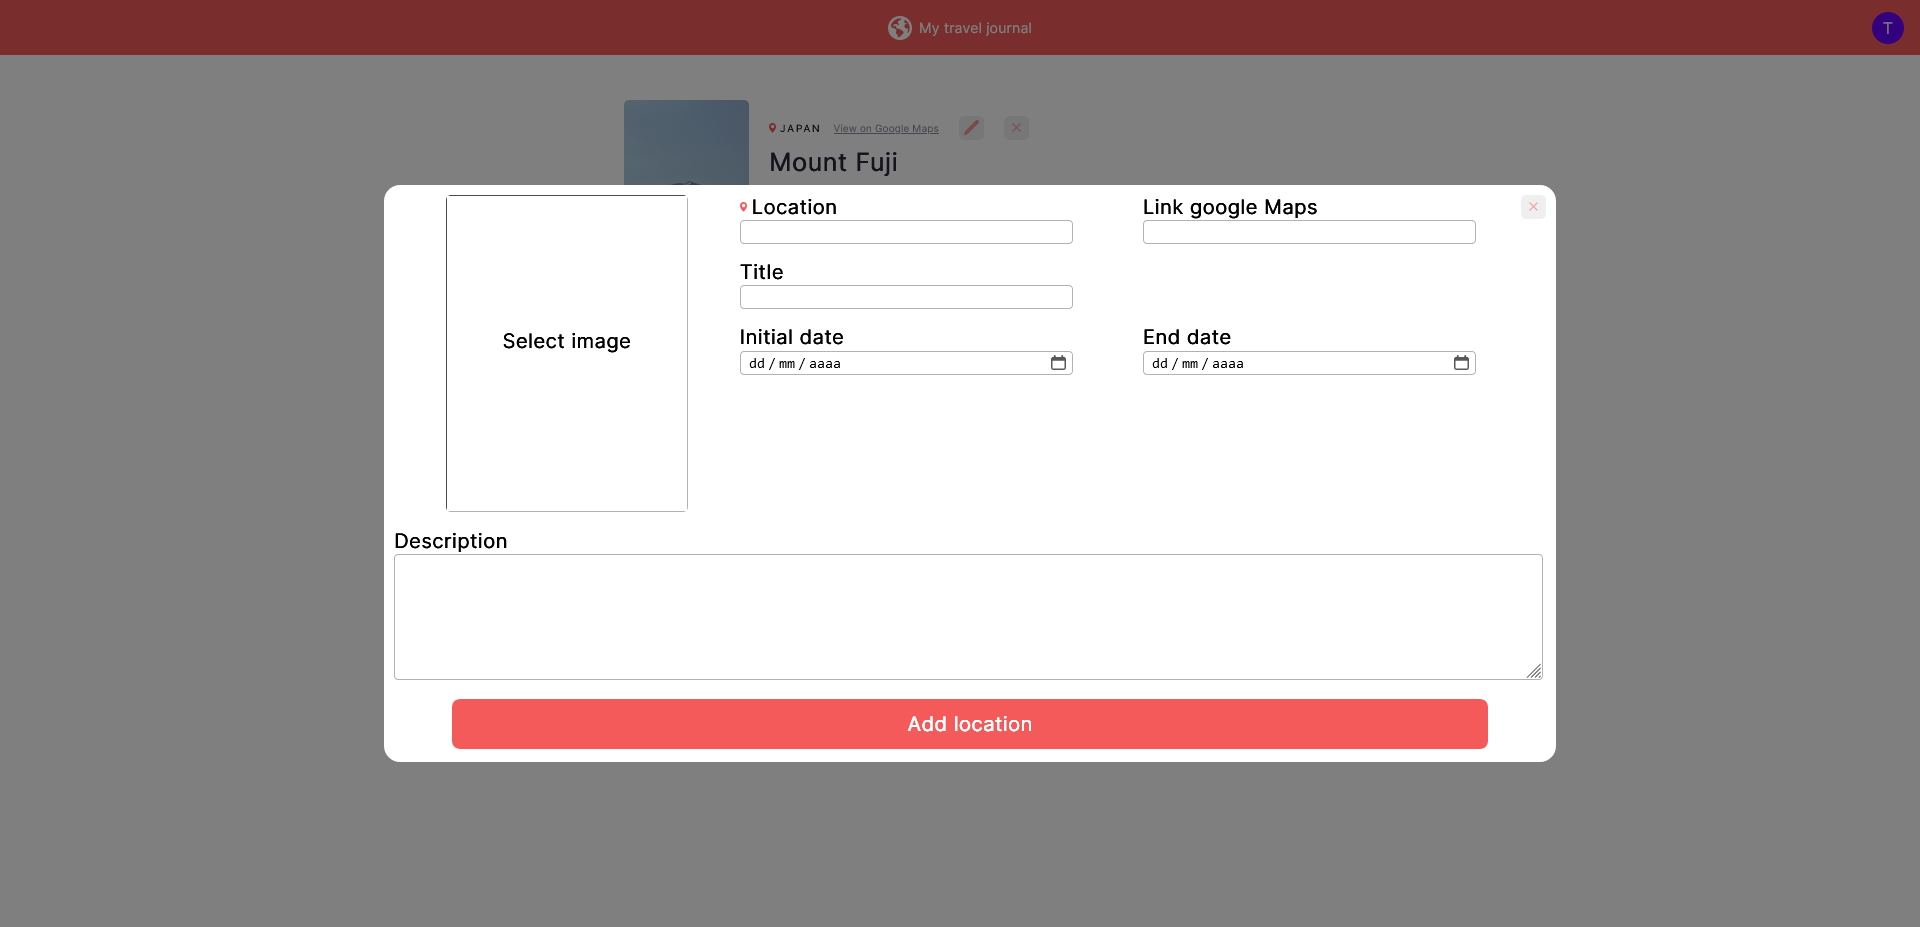 My travel journal
T
JAPAN View on Google Maps
Mount Fuji
Location
Link google Maps
Title
Select image
Initial date
End date
dd / mm / aaaa
dd / mm / aaaa
Description
Add location